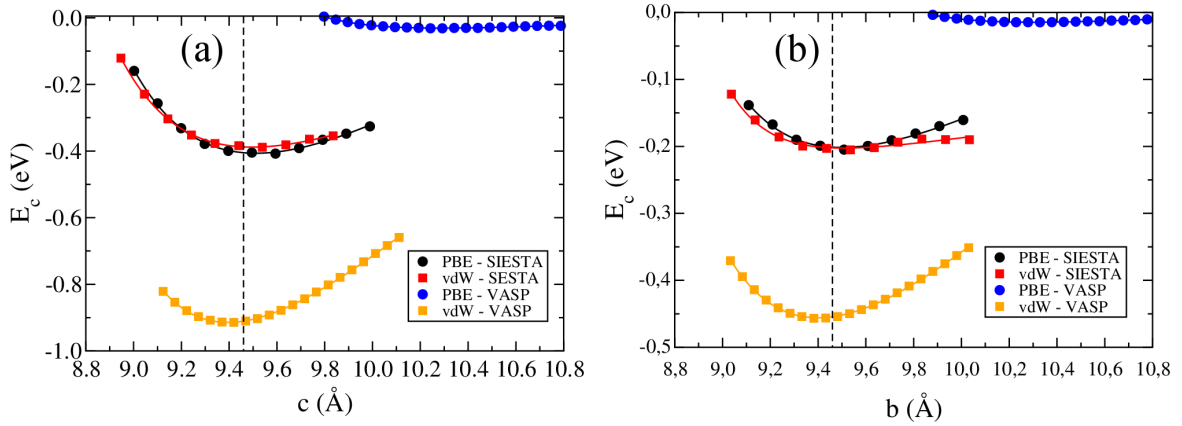 (a)
0.0
-0.2
-0.4
-0.6
-0.8
-1.0
E_c (eV)
8.8 9.0 9.2 9.4 9.6 9.8 10.0 10.2 10.4 10.6 10.8
c (Å)
PBE - SIESTA
vdW - SESTA
PBE - VASP
vdW - VASP
(b)
0,0
-0,1
-0,2
-0,3
-0,4
-0,5
E_c (eV)
8,8 9,0 9,2 9,4 9,6 9,8 10,0 10,2 10,4 10,6 10,8
b (Å)
PBE - SIESTA
vdW - SIESTA
PBE - VASP
vdW - VASP